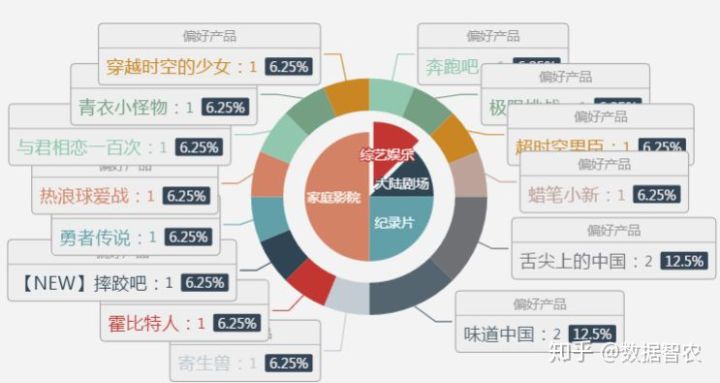 偏好产品
穿越时空的少女：1 6.25%
青衣小怪物：1 6.25%
与君相恋一百次：1 6.25%
偏好产品
热浪球爱战：1 6.25%
勇者传说：1 6.25%
【NEW】摔跤吧：1 6.25%
霍比特人：1 6.25%
寄生兽：1 6.25%
偏好产品
奔跑吧 6.25%
偏好产品
极限挑战
偏好产品
超时空男臣：1 6.25%
偏好产品
蜡笔小新：1 6.25%
偏好产品
舌尖上的中国：2 12.5%
偏好产品
味道中国：2 12.5%
综艺娱乐
大陆剧场
家庭影院
纪录片
知乎 @数据智农